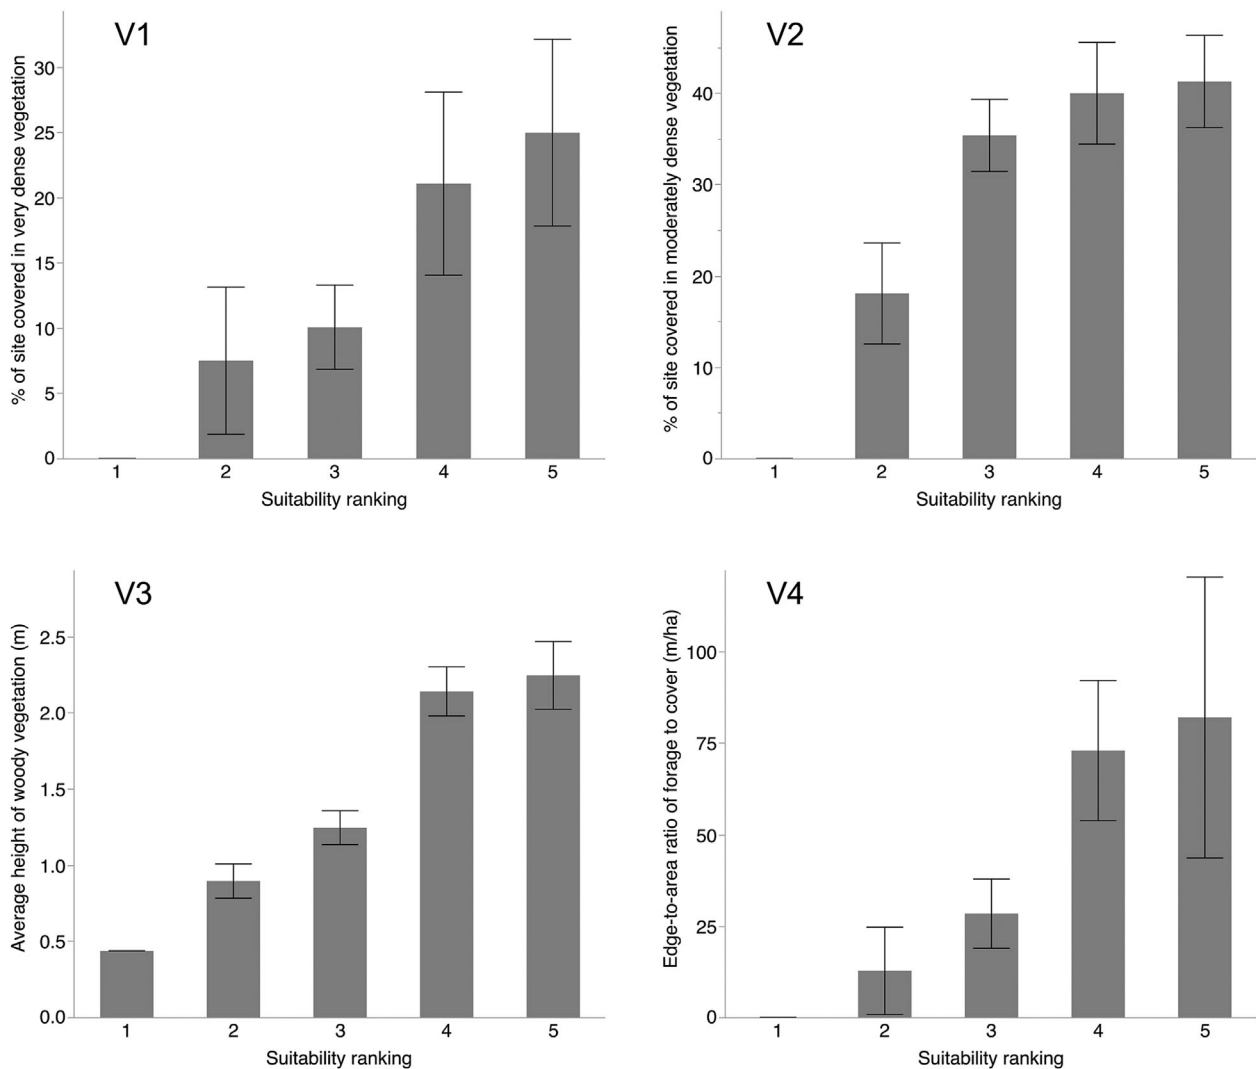 V1
% of site covered in very dense vegetation
30
25
20
15
10
5
0
1 2 3 4 5
Suitability ranking
V2
% of site covered in moderately dense vegetation
40
30
20
10
0
1 2 3 4 5
Suitability ranking
V3
Average height of woody vegetation (m)
2.5
2.0
1.5
1.0
0.5
0.0
1 2 3 4 5
Suitability ranking
V4
Edge-to-area ratio of forage to cover (m/ha)
100
75
50
25
0
1 2 3 4 5
Suitability ranking